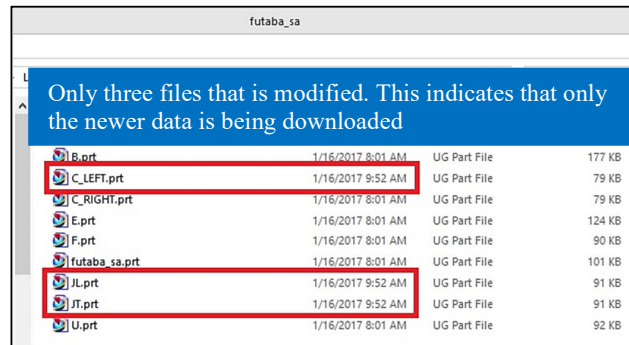 futaba_sa
L
Only three files that is modified. This indicates that only
the newer data is being downloaded
B.prt 1/16/2017 8:01 AM UG Part File 177 KB
C_LEFT.prt 1/16/2017 9:52 AM UG Part File 79 KB
C_RIGHT.prt 1/16/2017 8:01 AM UG Part File 79 KB
E.prt 1/16/2017 8:01 AM UG Part File 124 KB
F.prt 1/16/2017 8:01 AM UG Part File 90 KB
futaba_sa.prt 1/16/2017 8:01 AM UG Part File 101 KB
JL.prt 1/16/2017 9:52 AM UG Part File 91 KB
JT.prt 1/16/2017 9:52 AM UG Part File 91 KB
U.prt 1/16/2017 8:01 AM UG Part File 92 KB